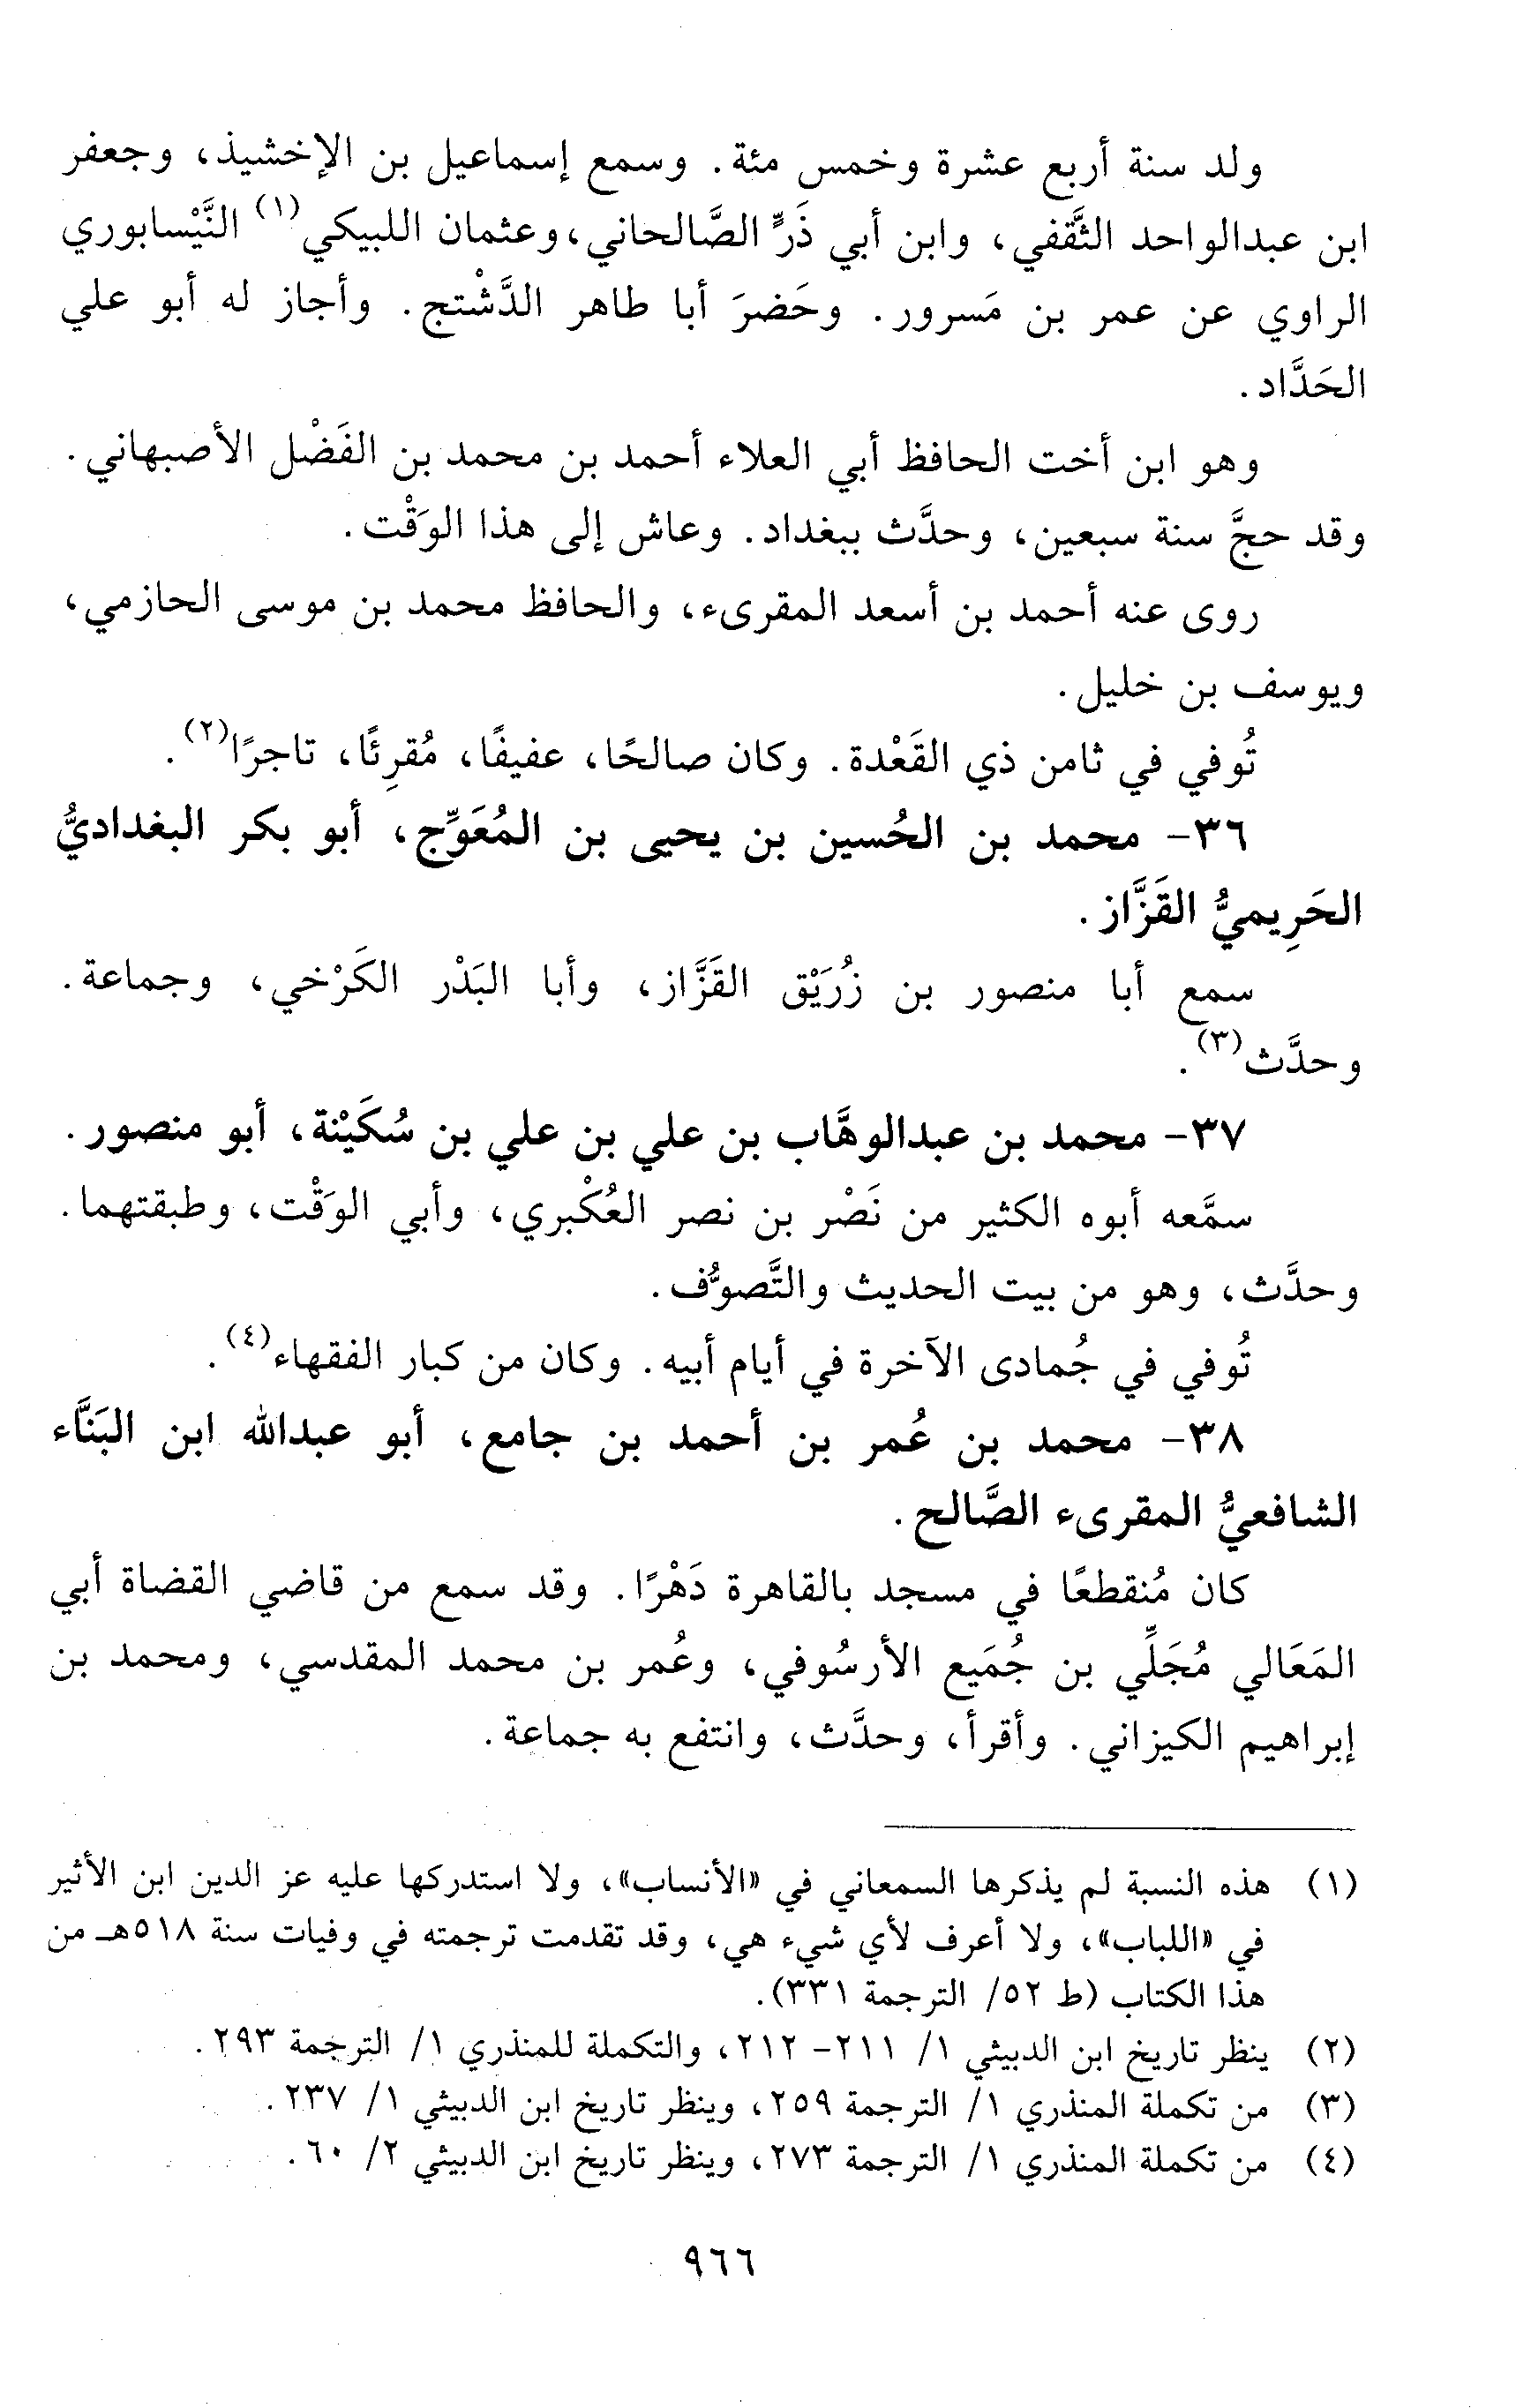 ولد سنة أربع عشرة وخمس مئة. وسمع إسماعيل بن الإخشيذ، وجعفر
ابن عبدالواحد الثَّقفي، وابن أبي ذَرٍّ الصَّالحاني، وعثمان اللبيكي(١) النَّيْسابوري
الراوي عن عمر بن مَسرور. وحَضرَ أبا طاهر الدَّشْتج. وأجاز له أبو علي
الحَدَّاد.
وهو ابن أخت الحافظ أبي العلاء أحمد بن محمد بن الفَضْل الأصبهاني.
وقد حجَّ سنة سبعين، وحدَّث ببغداد. وعاش إلى هذا الوَقْت.
روى عنه أحمد بن أسعد المقرىء، والحافظ محمد بن موسى الحازمي،
ويوسف بن خليل.
تُوفي في ثامن ذي القَعْدة. وكان صالحًا، عفيفًا، مُقرِئًا، تاجرًا(٢).
٣٦- محمد بن الحُسين بن يحيى بن المُعَوِّج، أبو بكر البغداديُّ
الحَرِيميُّ القَزَّاز.
سمع أبا منصور بن زُرَيْق القَزَّاز، وأبا البَدْر الكَرْخي، وجماعة.
وحدَّث(٣).
٣٧- محمد بن عبدالوهَّاب بن علي بن علي بن سُكَيْنة، أبو منصور.
سمَّعه أبوه الكثير من نَصْر بن نصر العُكْبري، وأبي الوَقْت، وطبقتهما.
وحدَّث، وهو من بيت الحديث والتَّصوُّف.
تُوفي في جُمادى الآخرة في أيام أبيه. وكان من كبار الفقهاء(٤).
٣٨- محمد بن عُمر بن أحمد بن جامع، أبو عبدالله ابن البَنَّاء
الشافعيُّ المقرىء الصَّالح.
كان مُنقطعًا في مسجد بالقاهرة دَهْرًا. وقد سمع من قاضي القضاة أبي
المَعَالي مُجَلِّي بن جُمَيع الأرسُوفي، وعُمر بن محمد المقدسي، ومحمد بن
إبراهيم الكيزاني. وأقرأ، وحدَّث، وانتفع به جماعة.
(١) هذه النسبة لم يذكرها السمعاني في «الأنساب»، ولا استدركها عليه عز الدين ابن الأثير
في «اللباب»، ولا أعرف لأي شيء هي، وقد تقدمت ترجمته في وفيات سنة ٥١٨هـ من
هذا الكتاب (ط ٥٢/ الترجمة ٣٣١).
(٢) ينظر تاريخ ابن الدبيثي ١/ ٢١١- ٢١٢، والتكملة للمنذري ١/ الترجمة ٢٩٣.
(٣) من تكملة المنذري ١/ الترجمة ٢٥٩، وينظر تاريخ ابن الدبيثي ١/ ٢٣٧.
(٤) من تكملة المنذري ١/ الترجمة ٢٧٣، وينظر تاريخ ابن الدبيثي ٢/ ٦٠.
٩٦٦